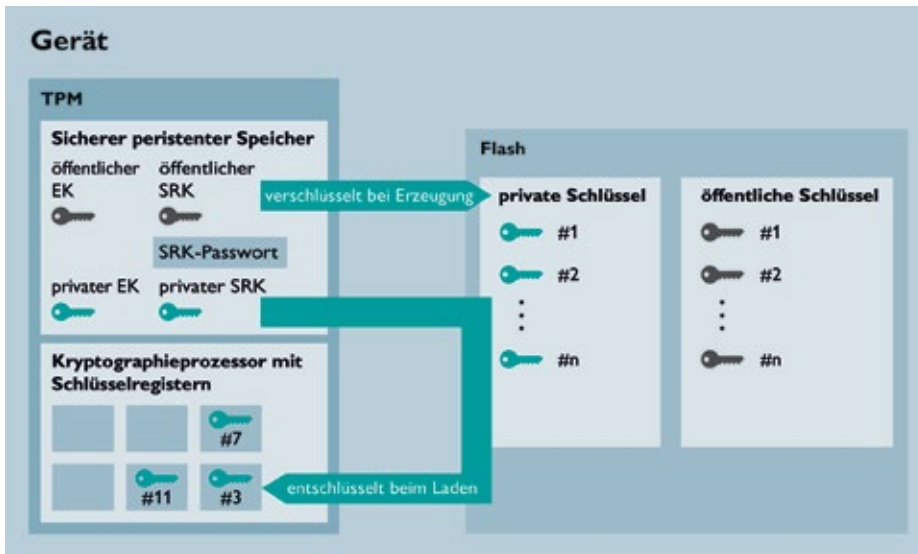 Gerät
TPM
Sicherer peristenter Speicher
öffentlicher öffentlicher
EK SRK
SRK-Passwort
privater EK privater SRK
verschlüsselt bei Erzeugung
Kryptographieprozessor mit
Schlüsselregistern
#7
#11 #3
entschlüsselt beim Laden
Flash
private Schlüssel
#1
#2
#n
öffentliche Schlüssel
#1
#2
#n